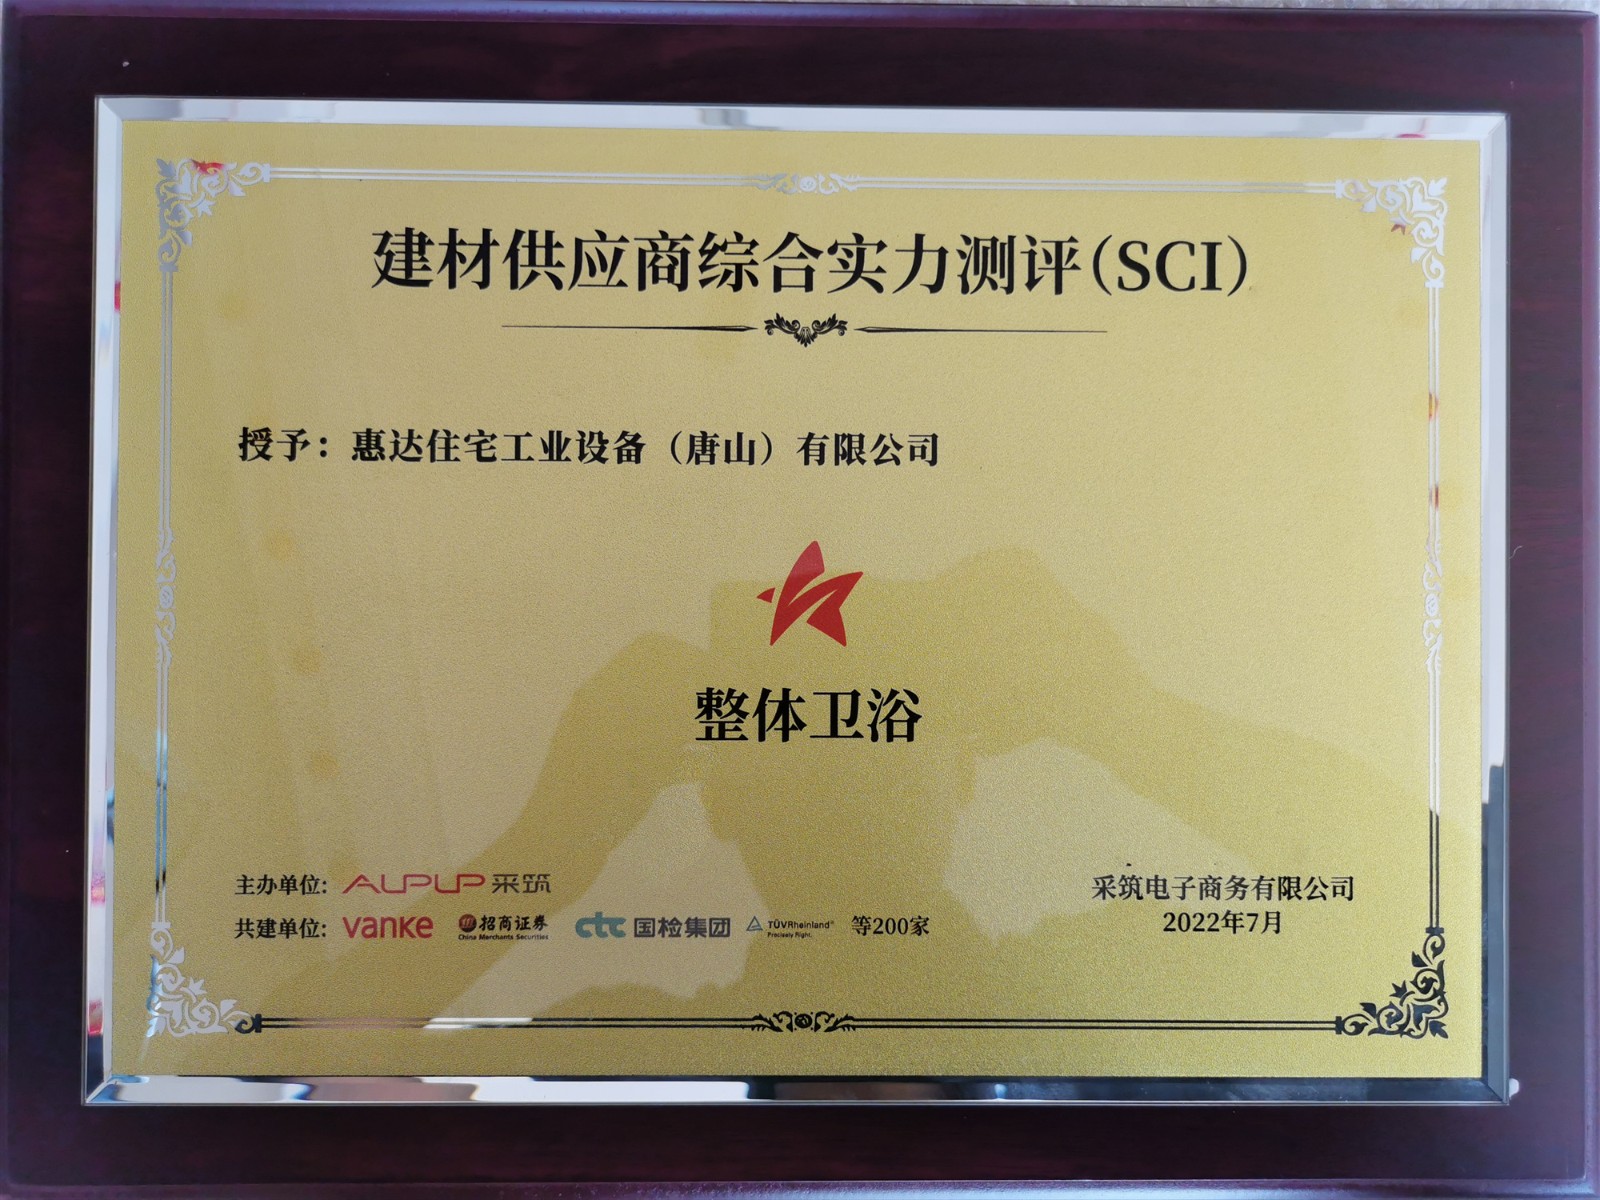 建材供应商综合实力测评（SCI）
授予：惠达住宅工业设备（唐山）有限公司
整体卫浴
主办单位：AUPUP 采筑
共建单位：vanke 招商证券 China Merchants Securities ctc 国检集团 TÜVRheinland® Precisely Right. 等200家
采筑电子商务有限公司
2022年7月